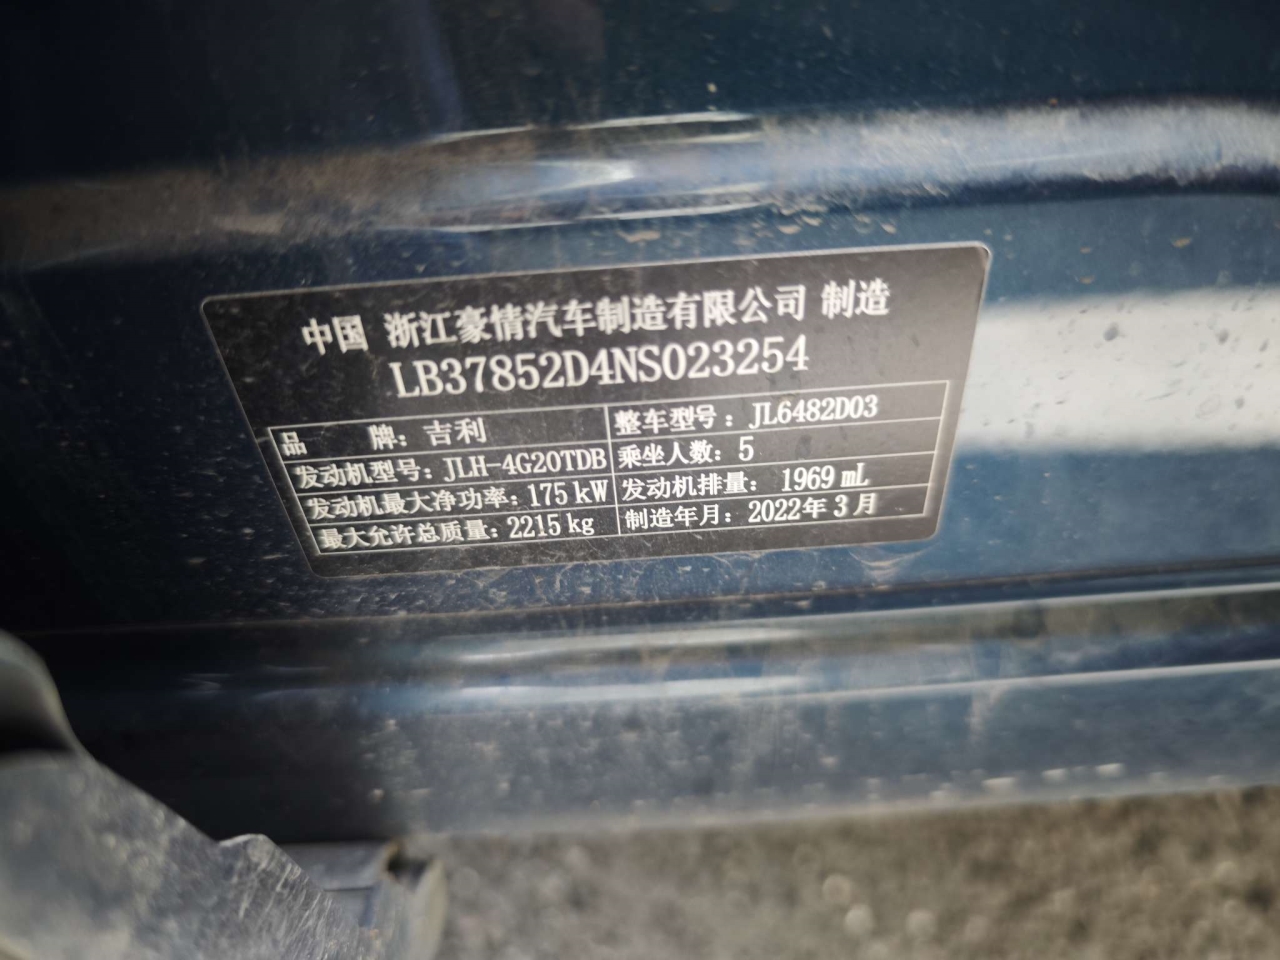 中国 浙江豪情汽车制造有限公司 制造
LB37852D4NS023254
品 牌：吉利 整车型号：JL6482D03
发动机型号：JLH-4G20TDB 乘坐人数：5
发动机最大净功率：175 kW 发动机排量：1969 mL
最大允许总质量：2215 kg 制造年月：2022年3月